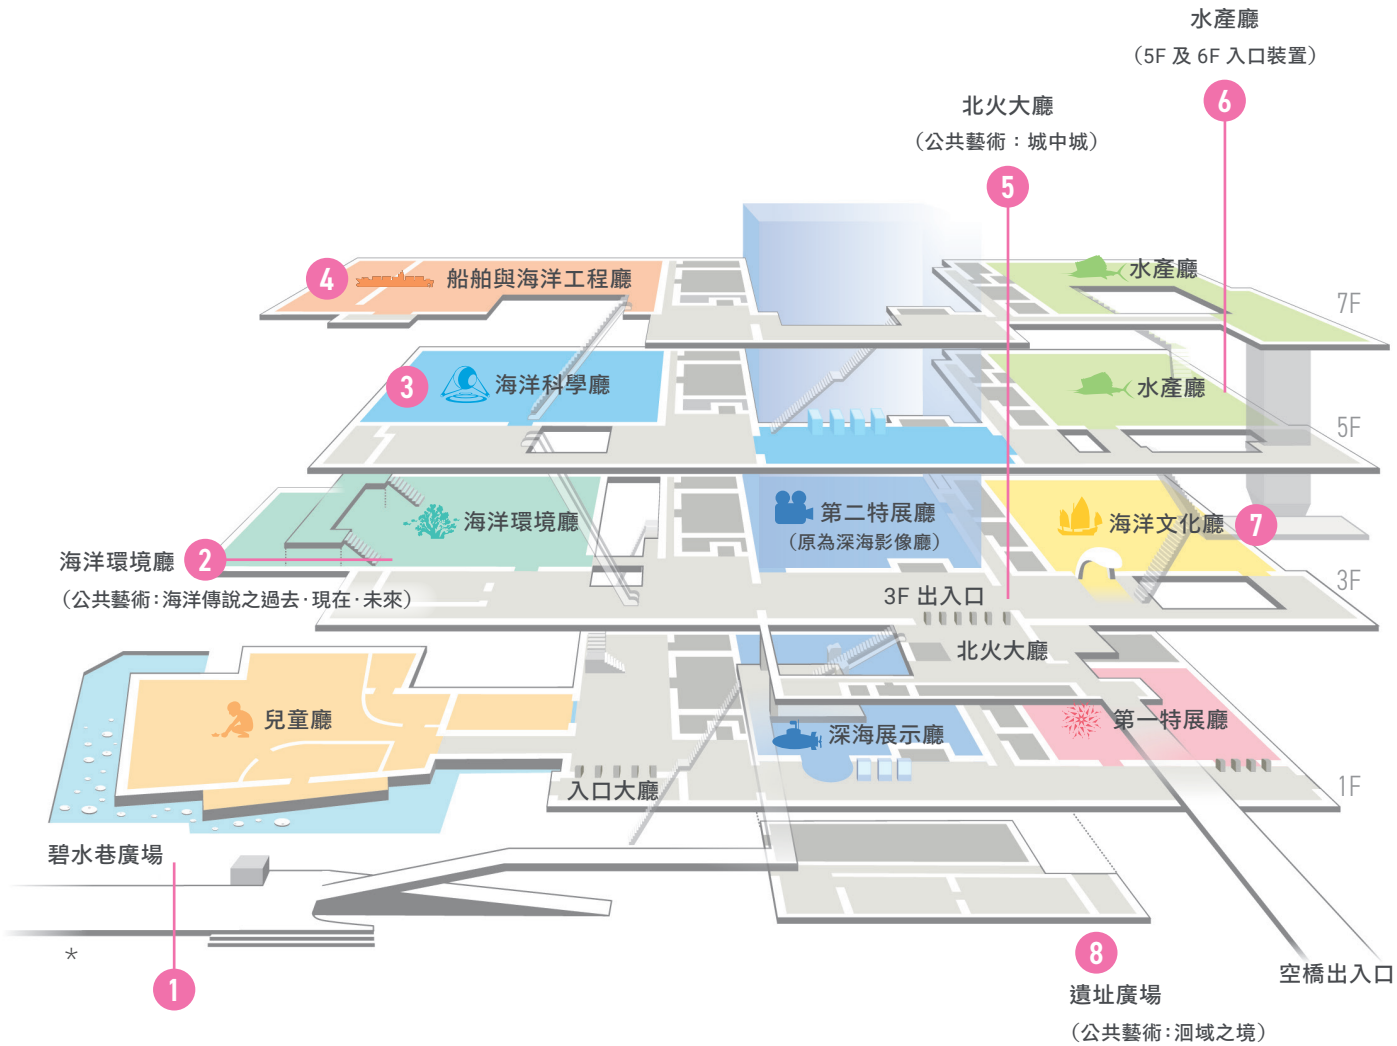 水產廳
（5F 及 6F 入口裝置）
6
北火大廳
（公共藝術：城中城）
5
4
船舶與海洋工程廳
水產廳
7F
3
海洋科學廳
水產廳
5F
海洋環境廳
第二特展廳
（原為深海影像廳）
海洋文化廳
7
海洋環境廳
2
（公共藝術：海洋傳說之過去·現在·未來）
3F
3F 出入口
北火大廳
兒童廳
深海展示廳
第一特展廳
入口大廳
1F
碧水巷廣場
*
1
8
遺址廣場
（公共藝術：洄域之境）
空橋出入口